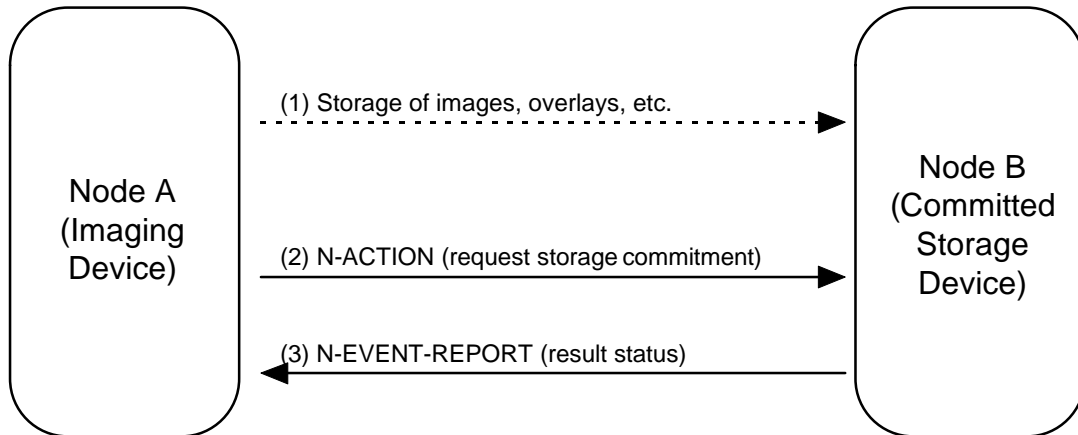 (1) Storage of images, overlays, etc.
Node A
(Imaging
Device)
Node B
(Committed
Storage
Device)
(2) N-ACTION (request storage commitment)
(3) N-EVENT-REPORT (result status)